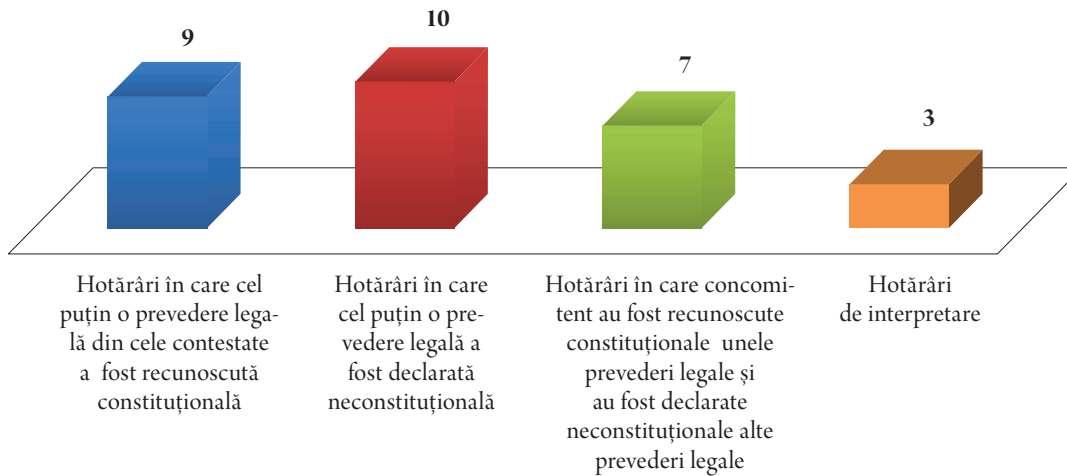 9
10
7
3
Hotărâri în care cel
puțin o prevedere lega-
lă din cele contestate
a fost recunoscută
constituțională
Hotărâri în care
cel puțin o pre-
vedere legală a
fost declarată
neconstituțională
Hotărâri în care concomi-
tent au fost recunoscute
constituționale unele
prevederi legale și
au fost declarate
neconstituționale alte
prevederi legale
Hotărâri
de interpretare